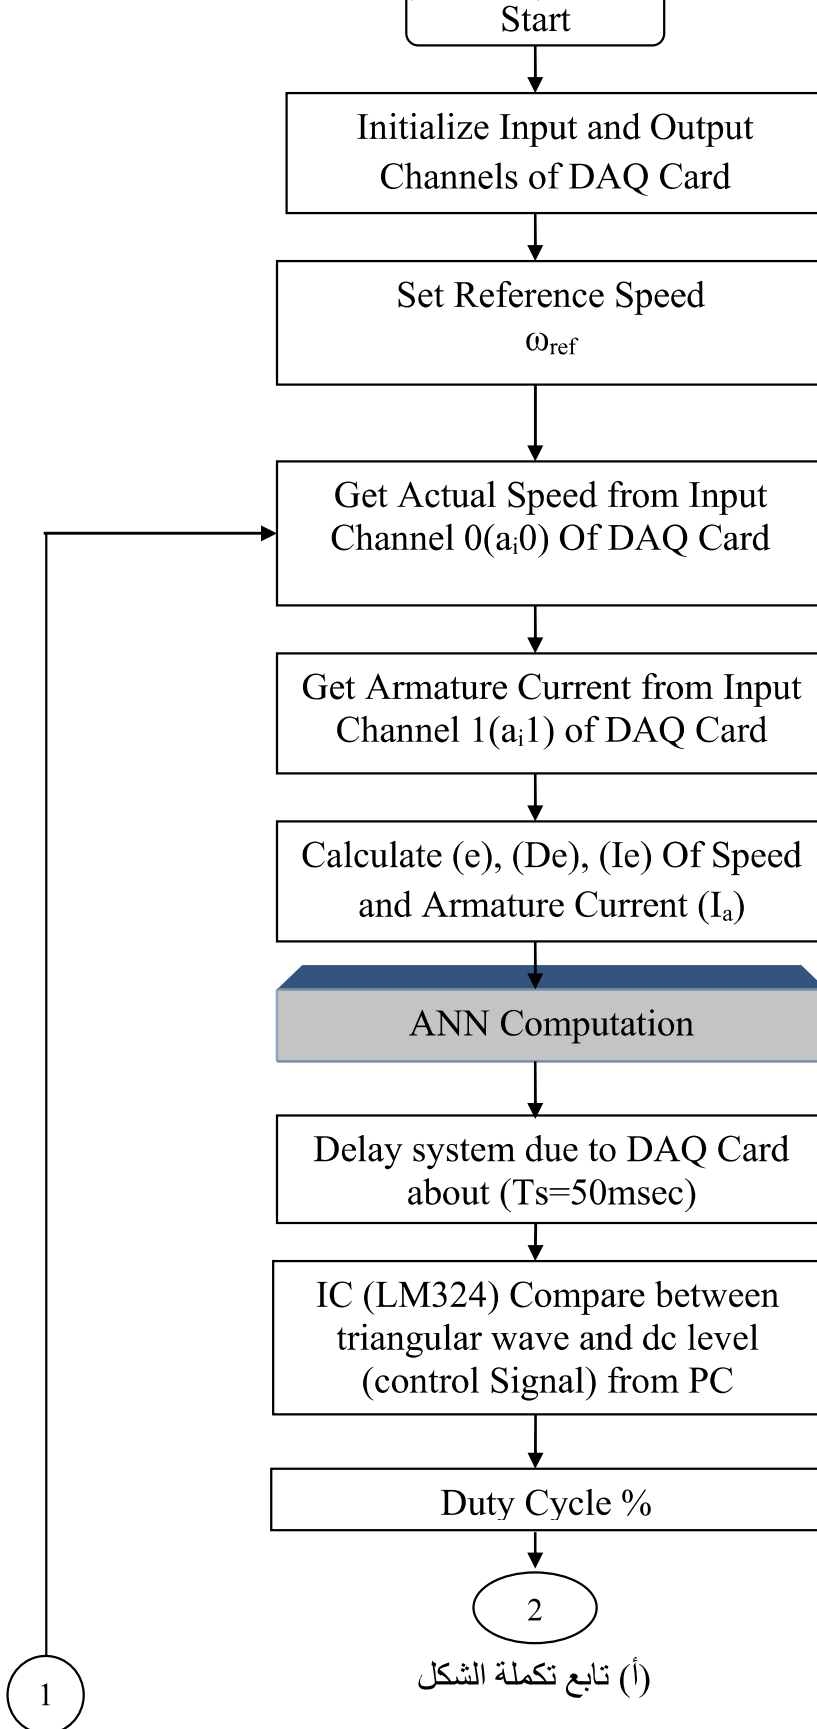 Start
Initialize Input and Output
Channels of DAQ Card
Set Reference Speed
ωref
Get Actual Speed from Input
Channel 0(ai0) Of DAQ Card
Get Armature Current from Input
Channel 1(ai1) of DAQ Card
Calculate (e), (De), (Ie) Of Speed
and Armature Current (Ia)
ANN Computation
Delay system due to DAQ Card
about (Ts=50msec)
IC (LM324) Compare between
triangular wave and dc level
(control Signal) from PC
Duty Cycle %
2
(أ) تابع تكملة الشكل
1